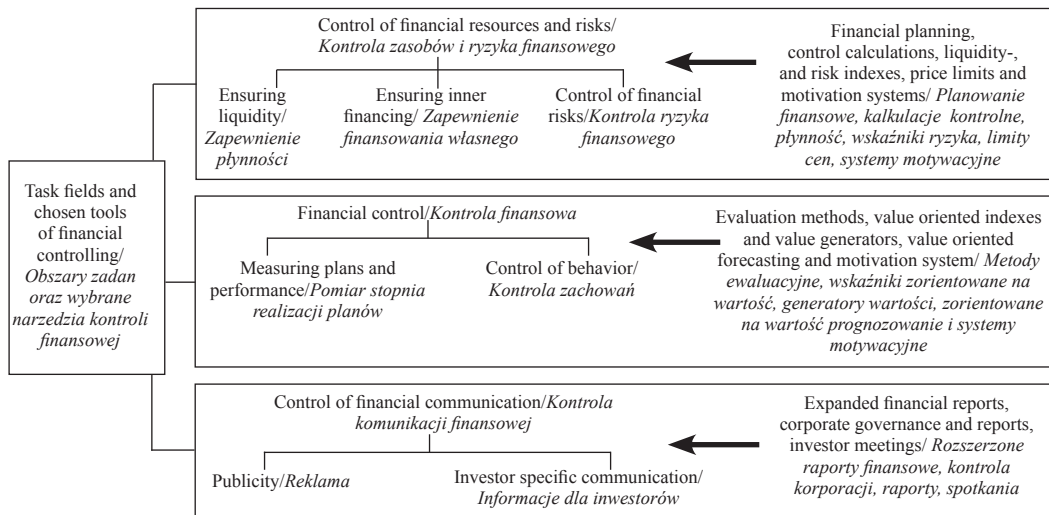 Task fields and
chosen tools
of financial
controlling/
Obszary zadan
oraz wybrane
narzedzia kontroli
finansowej
Control of financial resources and risks/
Kontrola zasobów i ryzyka finansowego
Ensuring
liquidity/
Zapewnienie
płynności
Ensuring inner
financing/ Zapewnienie
finansowania własnego
Control of financial
risks/Kontrola ryzyka
finansowego
Financial planning,
control calculations, liquidity-,
and risk indexes, price limits and
motivation systems/ Planowanie
finansowe, kalkulacje kontrolne,
płynność, wskaźniki ryzyka, limity
cen, systemy motywacyjne
Financial control/Kontrola finansowa
Measuring plans and
performance/Pomiar stopnia
realizacji planów
Control of behavior/
Kontrola zachowań
Evaluation methods, value oriented indexes
and value generators, value oriented
forecasting and motivation system/ Metody
ewaluacyjne, wskaźniki zorientowane na
wartość, generatory wartości, zorientowane
na wartość prognozowanie i systemy
motywacyjne
Control of financial communication/Kontrola
komunikacji finansowej
Publicity/Reklama
Investor specific communication/
Informacje dla inwestorów
Expanded financial reports,
corporate governance and reports,
investor meetings/ Rozszerzone
raporty finansowe, kontrola
korporacji, raporty, spotkania